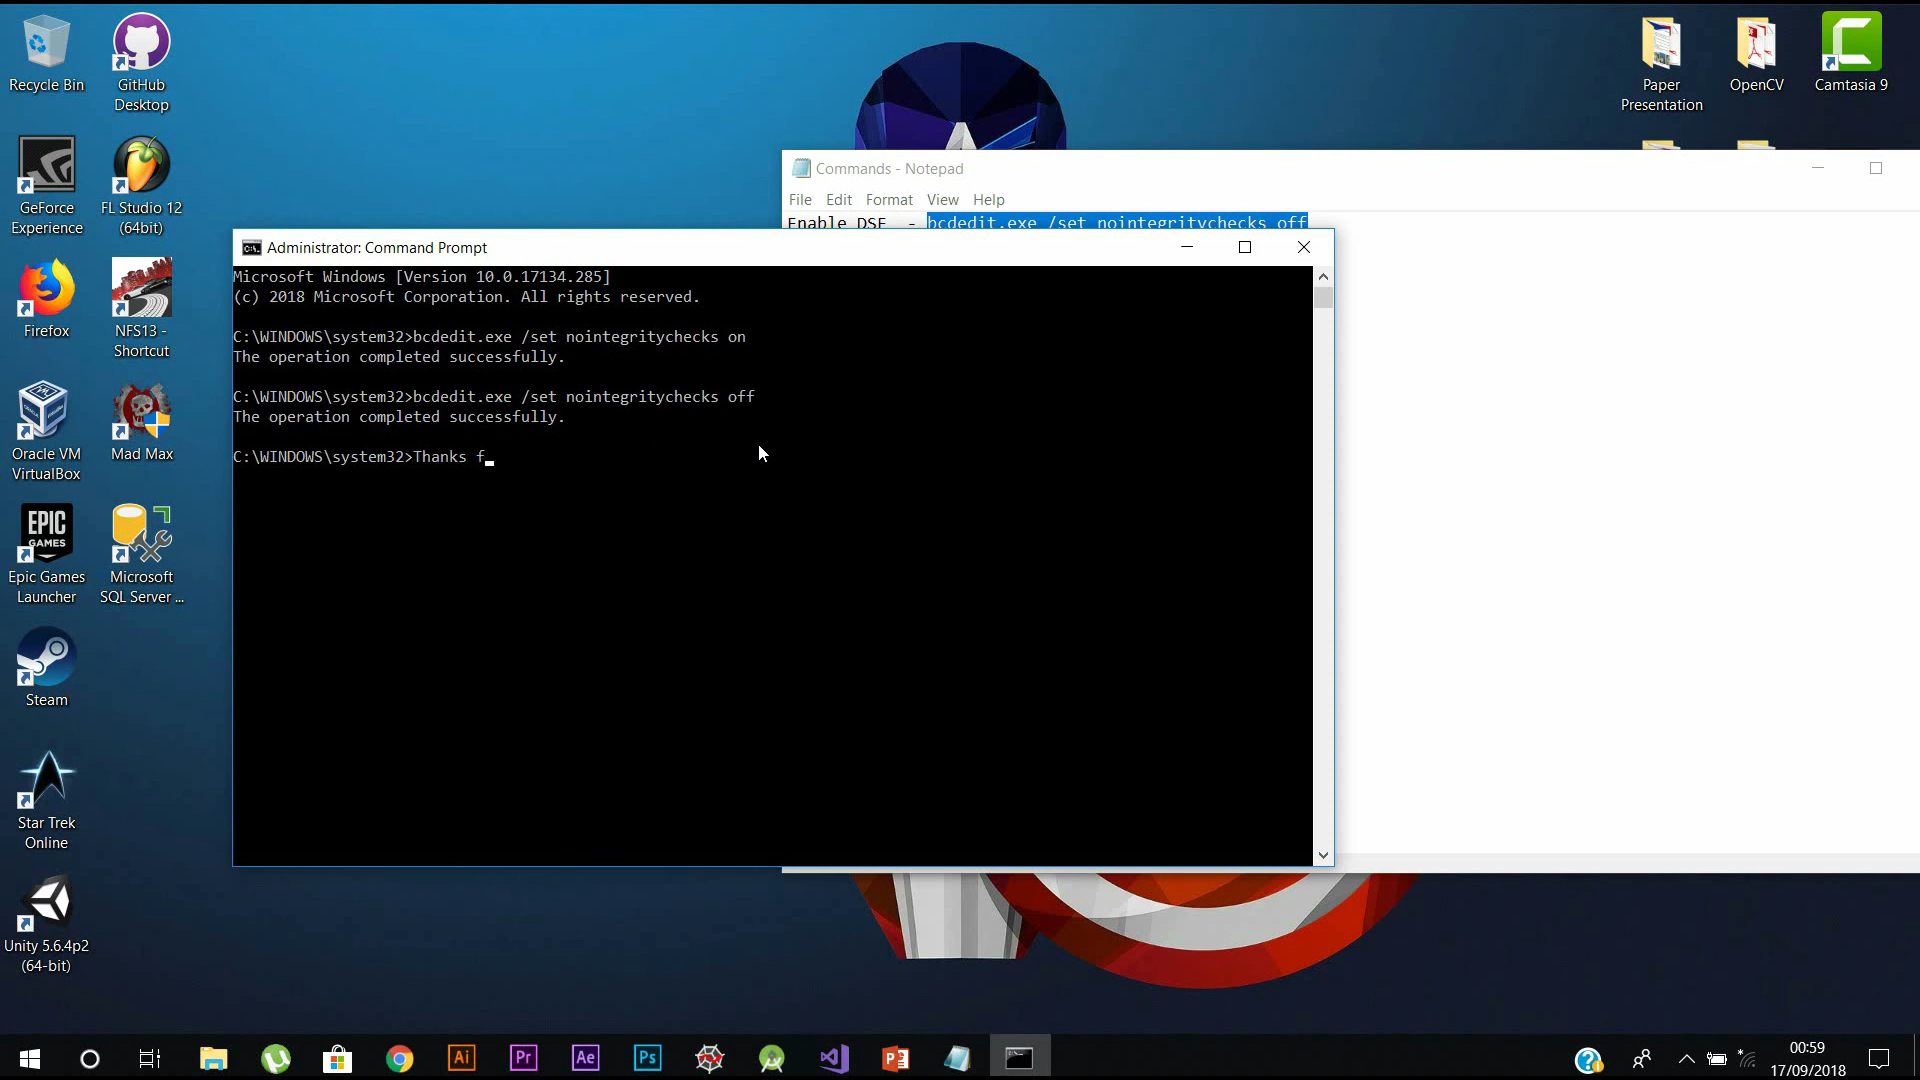 Recycle Bin
GitHub
Desktop
Paper
Presentation
OpenCV
Camtasia 9
GeForce
Experience
FL Studio 12
(64bit)
Firefox
NFS13 -
Shortcut
Oracle VM
VirtualBox
Mad Max
EPIC
GAMES
Epic Games
Launcher
Microsoft
SQL Server ...
Steam
Star Trek
Online
Unity 5.6.4p2
(64-bit)
Commands - Notepad
File Edit Format View Help
Enable DSE - bcdedit.exe /set nointegritychecks off
Administrator: Command Prompt
Microsoft Windows [Version 10.0.17134.285]
(c) 2018 Microsoft Corporation. All rights reserved.
C:\WINDOWS\system32>bcdedit.exe /set nointegritychecks on
The operation completed successfully.
C:\WINDOWS\system32>bcdedit.exe /set nointegritychecks off
The operation completed successfully.
C:\WINDOWS\system32>Thanks f_
Ai
Pr
Ae
Ps
00:59
17/09/2018